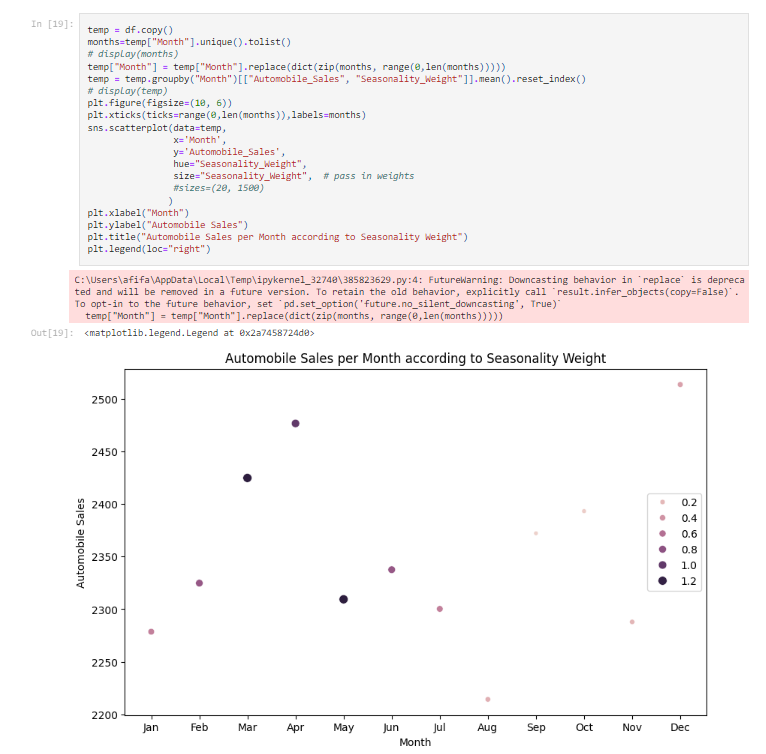 In [19]:
temp = df.copy()
months=temp["Month"].unique().tolist()
# display(months)
temp["Month"] = temp["Month"].replace(dict(zip(months, range(0,len(months)))))
temp = temp.groupby("Month")[["Automobile_Sales", "Seasonality_Weight"]].mean().reset_index()
# display(temp)
plt.figure(figsize=(10, 6))
plt.xticks(ticks=range(0,len(months)),labels=months)
sns.scatterplot(data=temp,
x='Month',
y='Automobile_Sales',
hue="Seasonality_Weight",
size="Seasonality_Weight",  # pass in weights
#sizes=(20, 1500)
)
plt.xlabel("Month")
plt.ylabel("Automobile Sales")
plt.title("Automobile Sales per Month according to Seasonality Weight")
plt.legend(loc="right")
C:\Users\afifa\AppData\Local\Temp\ipykernel_32740\385823629.py:4: FutureWarning: Downcasting behavior in `replace` is depreca
ted and will be removed in a future version. To retain the old behavior, explicitly call `result.infer_objects(copy=False)`.
To opt-in to the future behavior, set `pd.set_option('future.no_silent_downcasting', True)`
temp["Month"] = temp["Month"].replace(dict(zip(months, range(0,len(months)))))
Out[19]: <matplotlib.legend.Legend at 0x2a7458724d0>
Automobile Sales per Month according to Seasonality Weight
2500
2450
2400
2350
2300
2250
2200
Automobile Sales
0.2
0.4
0.6
0.8
1.0
1.2
Jan Feb Mar Apr May Jun Jul Aug Sep Oct Nov Dec
Month